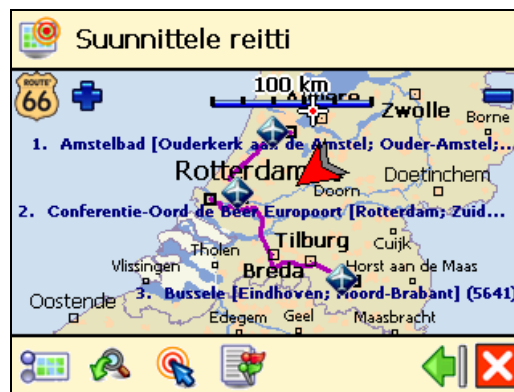 Suunnittele reitti
ROUTE 66
100 km
Zwolle
Borne
1. Amstelbad [Ouderkerk aan de Amstel; Ouder-Amstel;...
Rotterdam
Doorn
Doetinchem
2. Conferentie-Oord de Beer Europoort [Rotterdam; Zuid...
Tholen
Tilburg
Cuijk
Vlissingen
Breda
Horst aan de Maas
3. Bussele [Eindhoven; Noord-Brabant] (5641)
Oostende
Edegem
Geel
Maasbracht